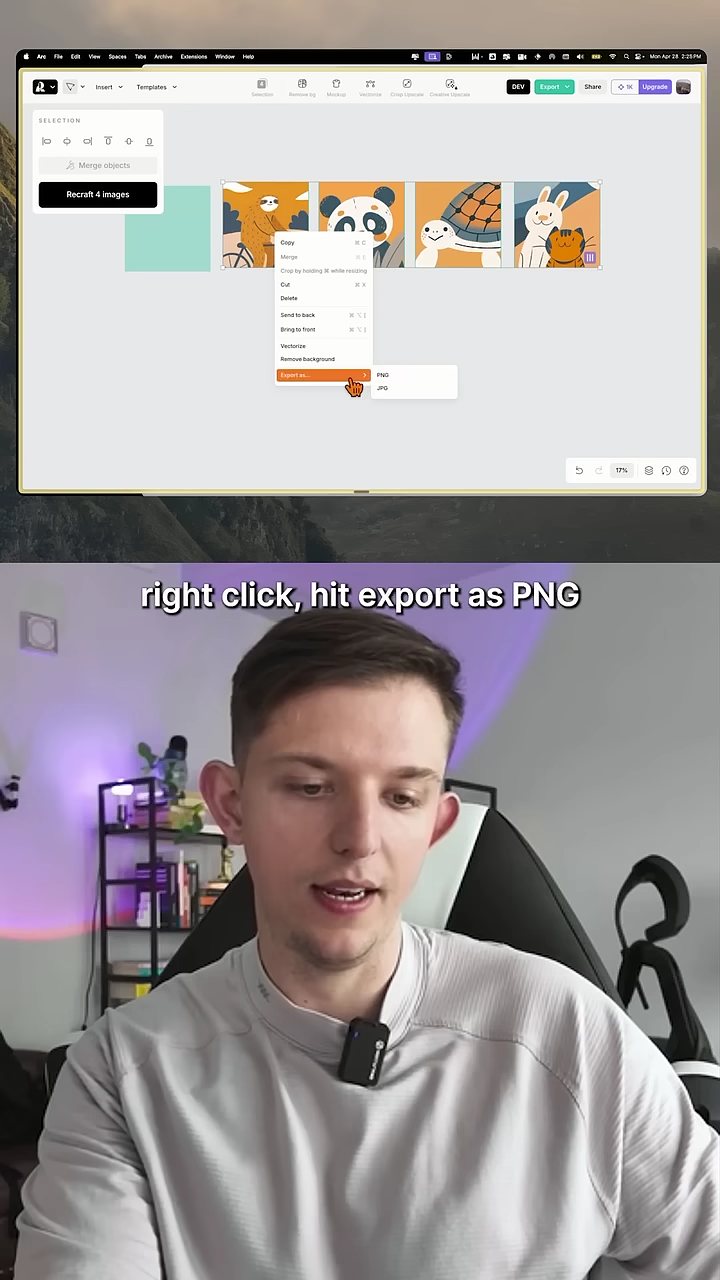 Arc File Edit View Spaces Tabs Archive Extensions Window Help
Mon Apr 28 2:25 PM
Insert
Templates
Selection
Remove bg
Mockup
Vectorize
Crisp Upscale
Creative Upscale
DEV
Export
Share
1K
Upgrade
SELECTION
Merge objects
Recraft 4 images
Copy ⌘ C
Merge
Crop by holding ⌘ while resizing
Cut ⌘ X
Delete
Send to back
Bring to front
Vectorize
Remove background
Export as...
PNG
JPG
17%
right click, hit export as PNG